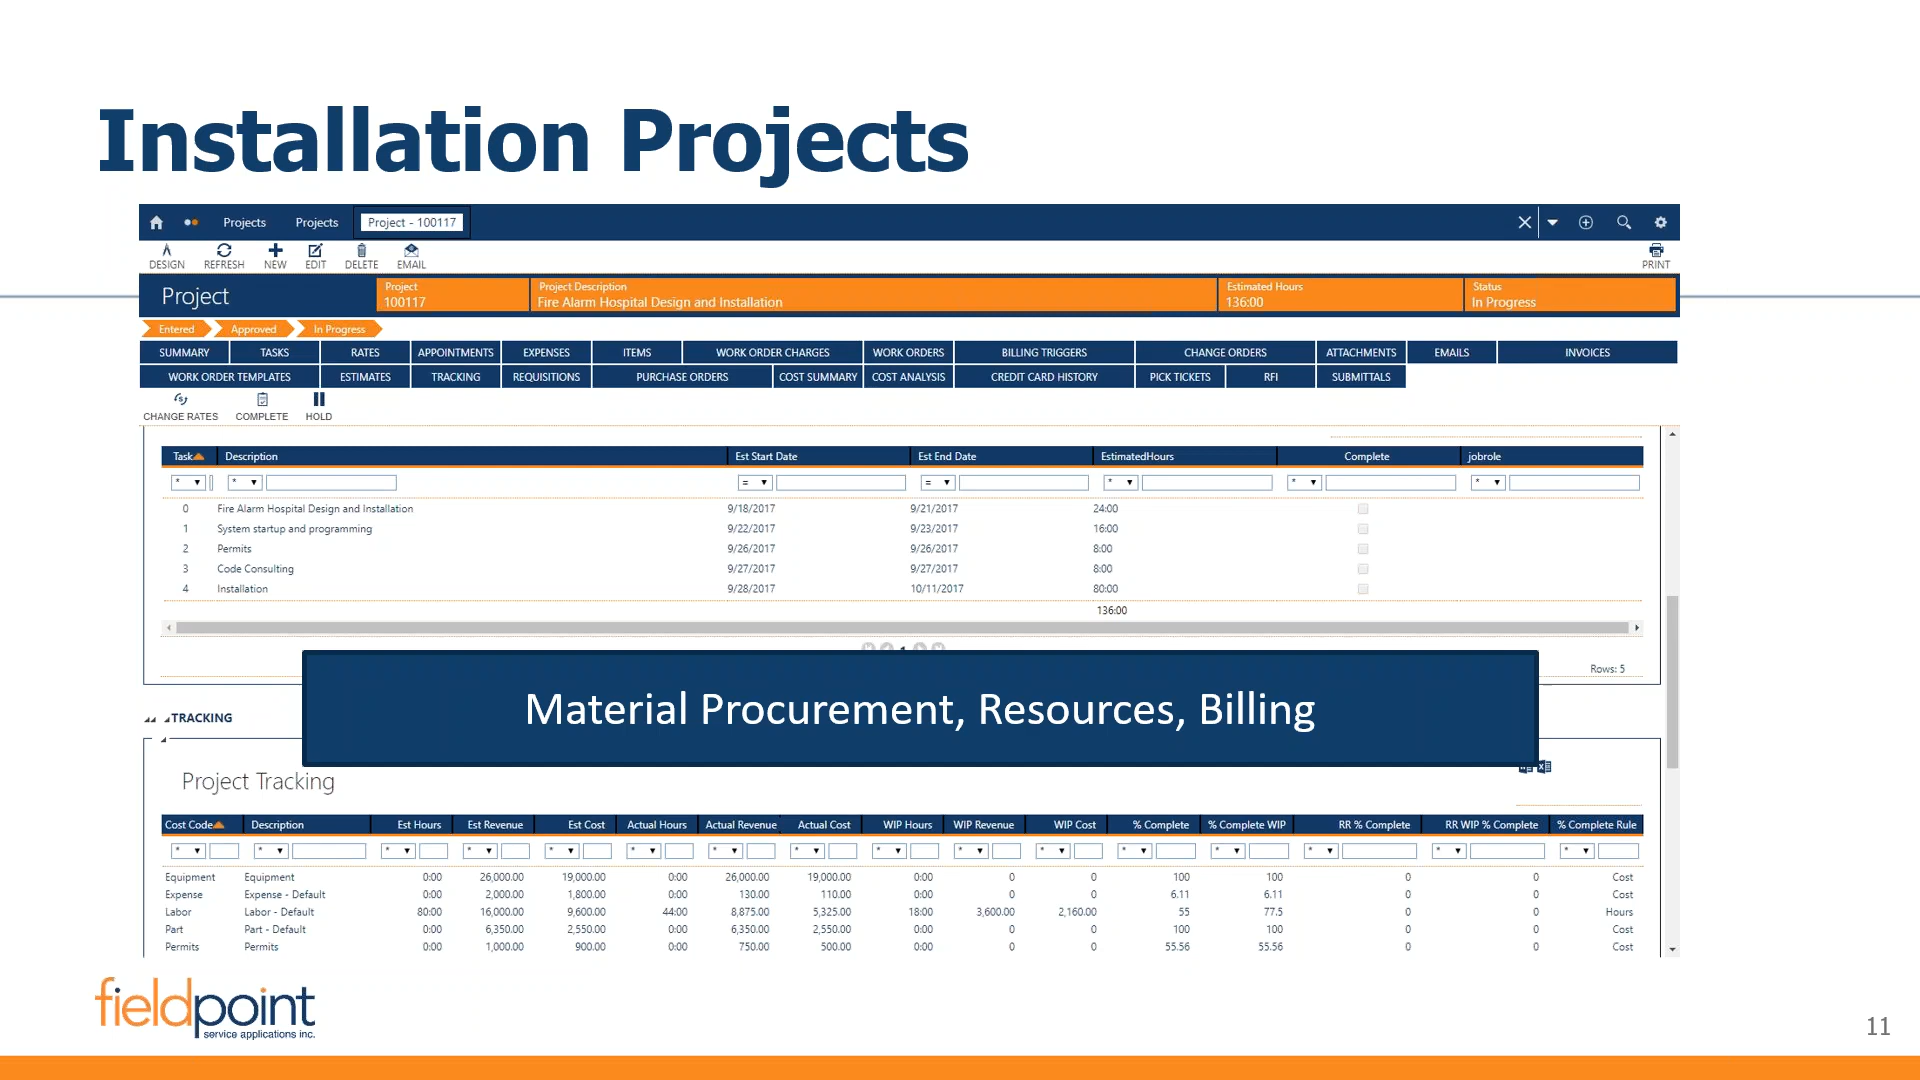 Installation Projects
Projects Projects Project - 100117
DESIGN REFRESH NEW EDIT DELETE EMAIL PRINT
Project
Project
100117
Project Description
Fire Alarm Hospital Design and Installation
Estimated Hours
136:00
Status
In Progress
Entered Approved In Progress
SUMMARY TASKS RATES APPOINTMENTS EXPENSES ITEMS WORK ORDER CHARGES WORK ORDERS BILLING TRIGGERS CHANGE ORDERS ATTACHMENTS EMAILS INVOICES
WORK ORDER TEMPLATES ESTIMATES TRACKING REQUISITIONS PURCHASE ORDERS COST SUMMARY COST ANALYSIS CREDIT CARD HISTORY PICK TICKETS RFI SUBMITTALS
CHANGE RATES COMPLETE HOLD
Task Description Est Start Date Est End Date EstimatedHours Complete jobrole
* * = = * * *
0 Fire Alarm Hospital Design and Installation 9/18/2017 9/21/2017 24:00
1 System startup and programming 9/22/2017 9/23/2017 16:00
2 Permits 9/26/2017 9/26/2017 8:00
3 Code Consulting 9/27/2017 9/27/2017 8:00
4 Installation 9/28/2017 10/11/2017 80:00
136:00
Rows: 5
Material Procurement, Resources, Billing
TRACKING
Project Tracking
Cost Code Description Est Hours Est Revenue Est Cost Actual Hours Actual Revenue Actual Cost WIP Hours WIP Revenue WIP Cost % Complete % Complete WIP RR % Complete RR WIP % Complete % Complete Rule
* * * * * * * * * * * * * * * *
Equipment Equipment 0:00 26,000.00 19,000.00 0:00 26,000.00 19,000.00 0:00 0 0 100 100 0 0 Cost
Expense Expense - Default 0:00 2,000.00 1,800.00 0:00 130.00 110.00 0:00 0 0 6.11 6.11 0 0 Cost
Labor Labor - Default 80:00 16,000.00 9,600.00 44:00 8,875.00 5,325.00 18:00 3,600.00 2,160.00 55 77.5 0 0 Hours
Part Part - Default 0:00 6,350.00 2,550.00 0:00 6,350.00 2,550.00 0:00 0 0 100 100 0 0 Cost
Permits Permits 0:00 1,000.00 900.00 0:00 750.00 500.00 0:00 0 0 55.56 55.56 0 0 Cost
fieldpoint
service applications inc.
11